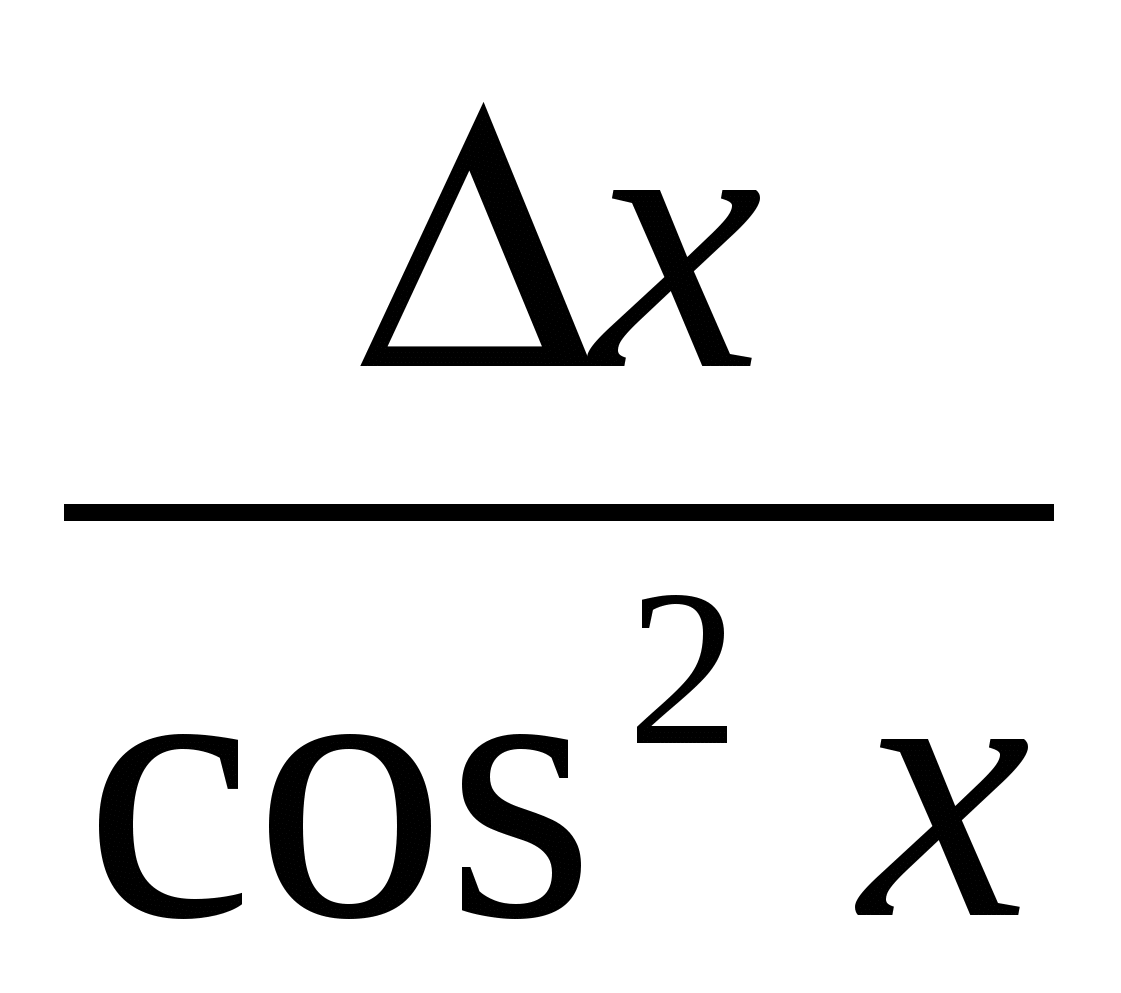 Δx
cos² x